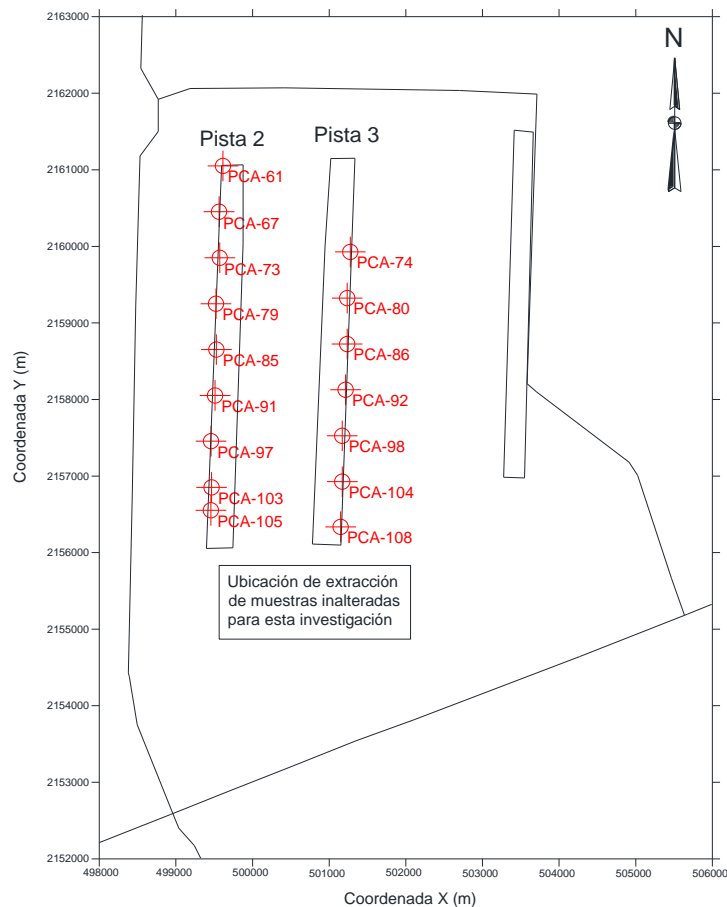 2163000
2162000
2161000
2160000
2159000
2158000
2157000
2156000
2155000
2154000
2153000
2152000
Coordenada Y (m)
N
Pista 2
Pista 3
PCA-61
PCA-67
PCA-73
PCA-79
PCA-85
PCA-91
PCA-97
PCA-103
PCA-105
PCA-74
PCA-80
PCA-86
PCA-92
PCA-98
PCA-104
PCA-108
Ubicación de extracción
de muestras inalteradas
para esta investigación
498000 499000 500000 501000 502000 503000 504000 505000 506000
Coordenada X (m)